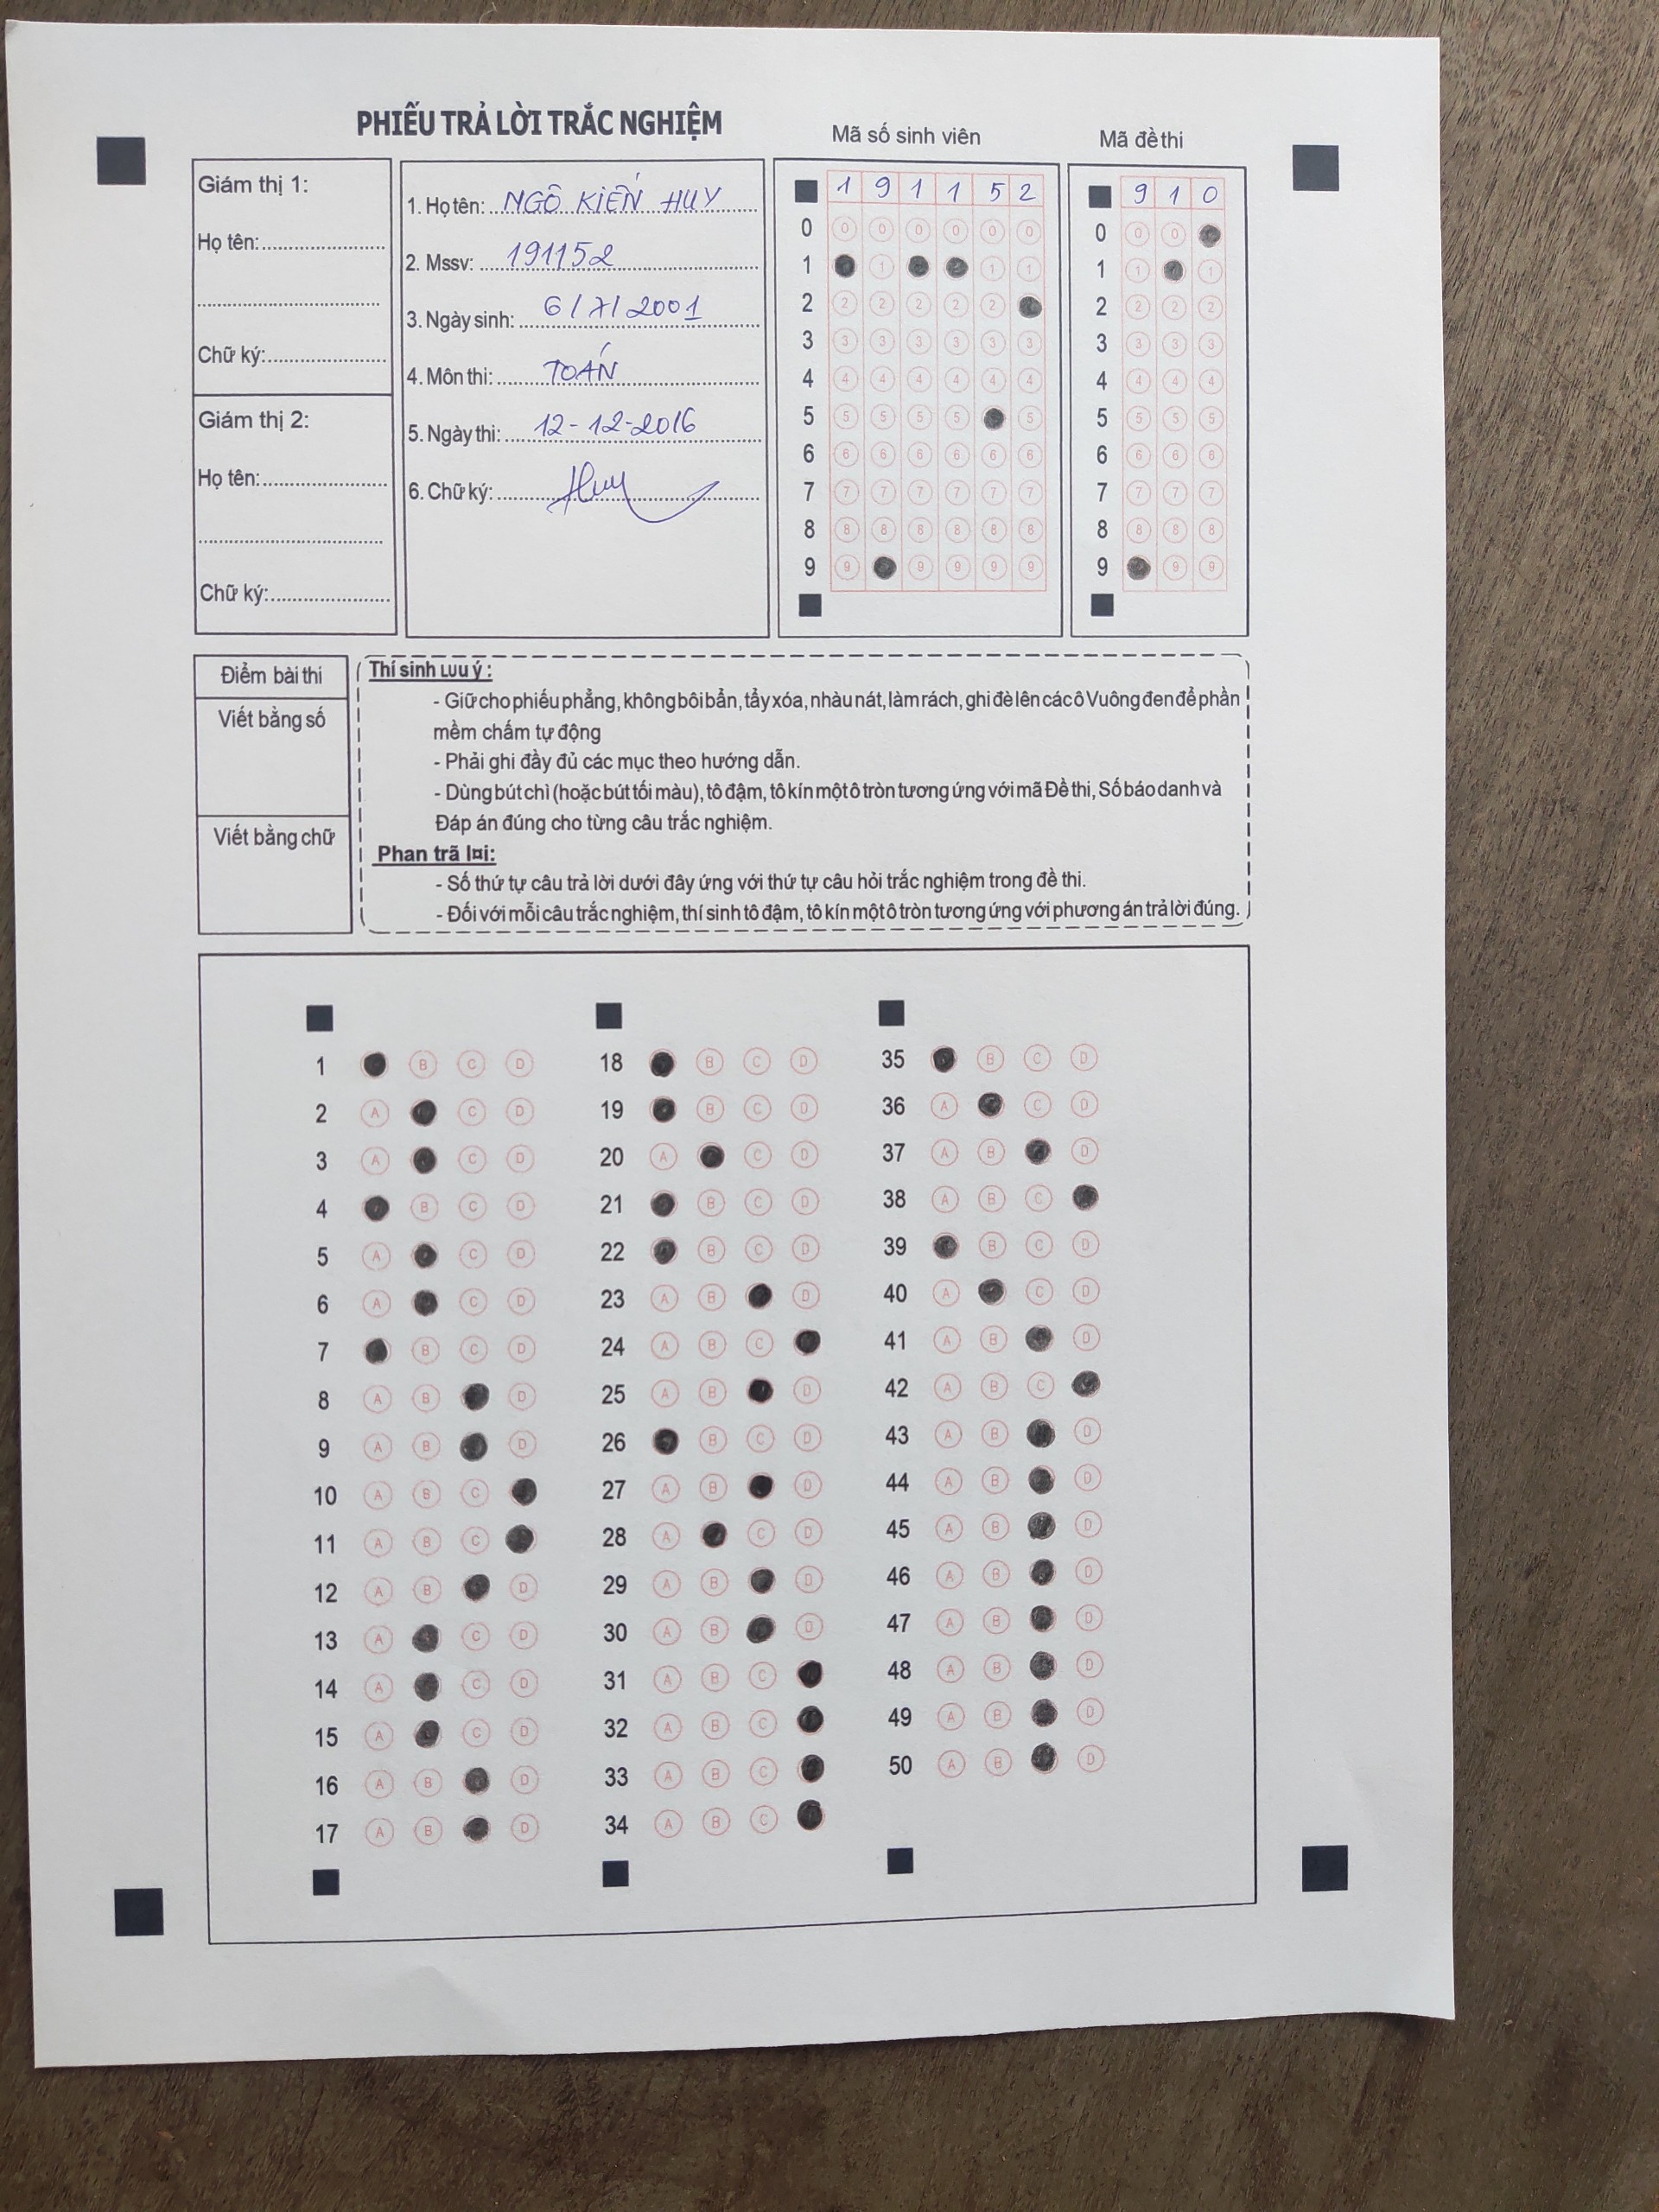 PHIẾU TRẢ LỜI TRẮC NGHIỆM
Giám thị 1:
Họ tên:
Chữ ký:
Giám thị 2:
Họ tên:
Chữ ký:
1. Họ tên: NGÔ KIẾN HUY
2. Mssv: 191152
3. Ngày sinh: 6/7/2001
4. Môn thi: TOÁN
5. Ngày thi: 12-12-2016
6. Chữ ký: Huy
Mã số sinh viên
1 9 1 1 5 2
0 0 0 0 0 0 0
1 1 1 1
2 2 2 2 2 2
3 3 3 3 3 3 3
4 4 4 4 4 4 4
5 5 5 5 5 5
6 6 6 6 6 6 6
7 7 7 7 7 7 7
8 8 8 8 8 8 8
9 9 9 9 9 9
Mã đề thi
9 1 0
0 0 0
1 1 1
2 2 2 2
3 3 3 3
4 4 4 4
5 5 5 5
6 6 6 6
7 7 7 7
8 8 8 8
9 9 9
Điểm bài thi
Viết bằng số
Viết bằng chữ
Thí sinh Lưu ý :
- Giữ cho phiếu phẳng, không bôi bẩn, tẩy xóa, nhàu nát, làm rách, ghi đè lên các ô Vuông đen để phần
mềm chấm tự động
- Phải ghi đầy đủ các mục theo hướng dẫn.
- Dùng bút chì (hoặc bút tối màu), tô đậm, tô kín một ô tròn tương ứng với mã Đề thi, Số báo danh và
Đáp án đúng cho từng câu trắc nghiệm.
Phan trã l¤i:
- Số thứ tự câu trả lời dưới đây ứng với thứ tự câu hỏi trắc nghiệm trong đề thi.
- Đối với mỗi câu trắc nghiệm, thí sinh tô đậm, tô kín một ô tròn tương ứng với phương án trả lời đúng.
1 B C D
2 A C D
3 A C D
4 B C D
5 A C D
6 A C D
7 B C D
8 A B D
9 A B D
10 A B C
11 A B C
12 A B D
13 A C D
14 A C D
15 A C D
16 A B D
17 A B D
18 B C D
19 B C D
20 A C D
21 B C D
22 B C D
23 A B D
24 A B C
25 A B D
26 B C D
27 A B D
28 A C D
29 A B D
30 A B D
31 A B C
32 A B C
33 A B C
34 A B C
35 B C D
36 A C D
37 A B D
38 A B C
39 B C D
40 A C D
41 A B D
42 A B C
43 A B D
44 A B D
45 A B D
46 A B D
47 A B D
48 A B D
49 A B D
50 A B D